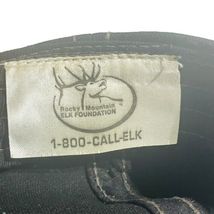 Rocky Mountain
ELK FOUNDATION
1-800-CALL-ELK